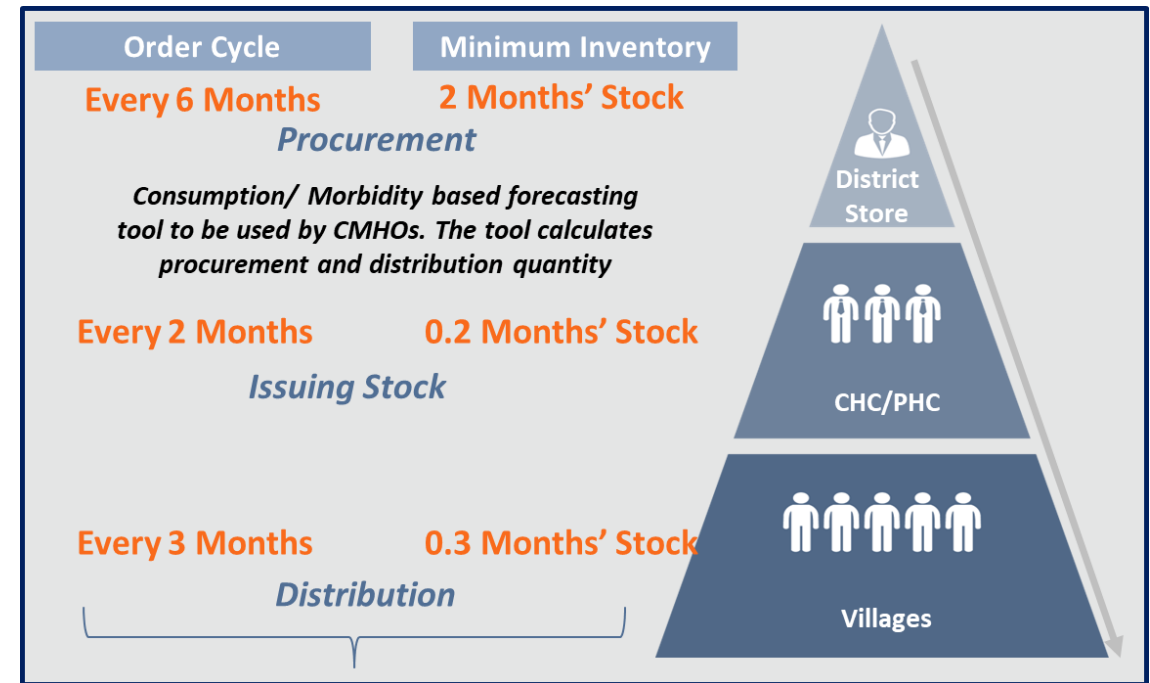 Order Cycle
Minimum Inventory
Every 6 Months
2 Months’ Stock
Procurement
Consumption/ Morbidity based forecasting
tool to be used by CMHOs. The tool calculates
procurement and distribution quantity
District
Store
Every 2 Months
0.2 Months’ Stock
Issuing Stock
CHC/PHC
Every 3 Months
0.3 Months’ Stock
Distribution
Villages